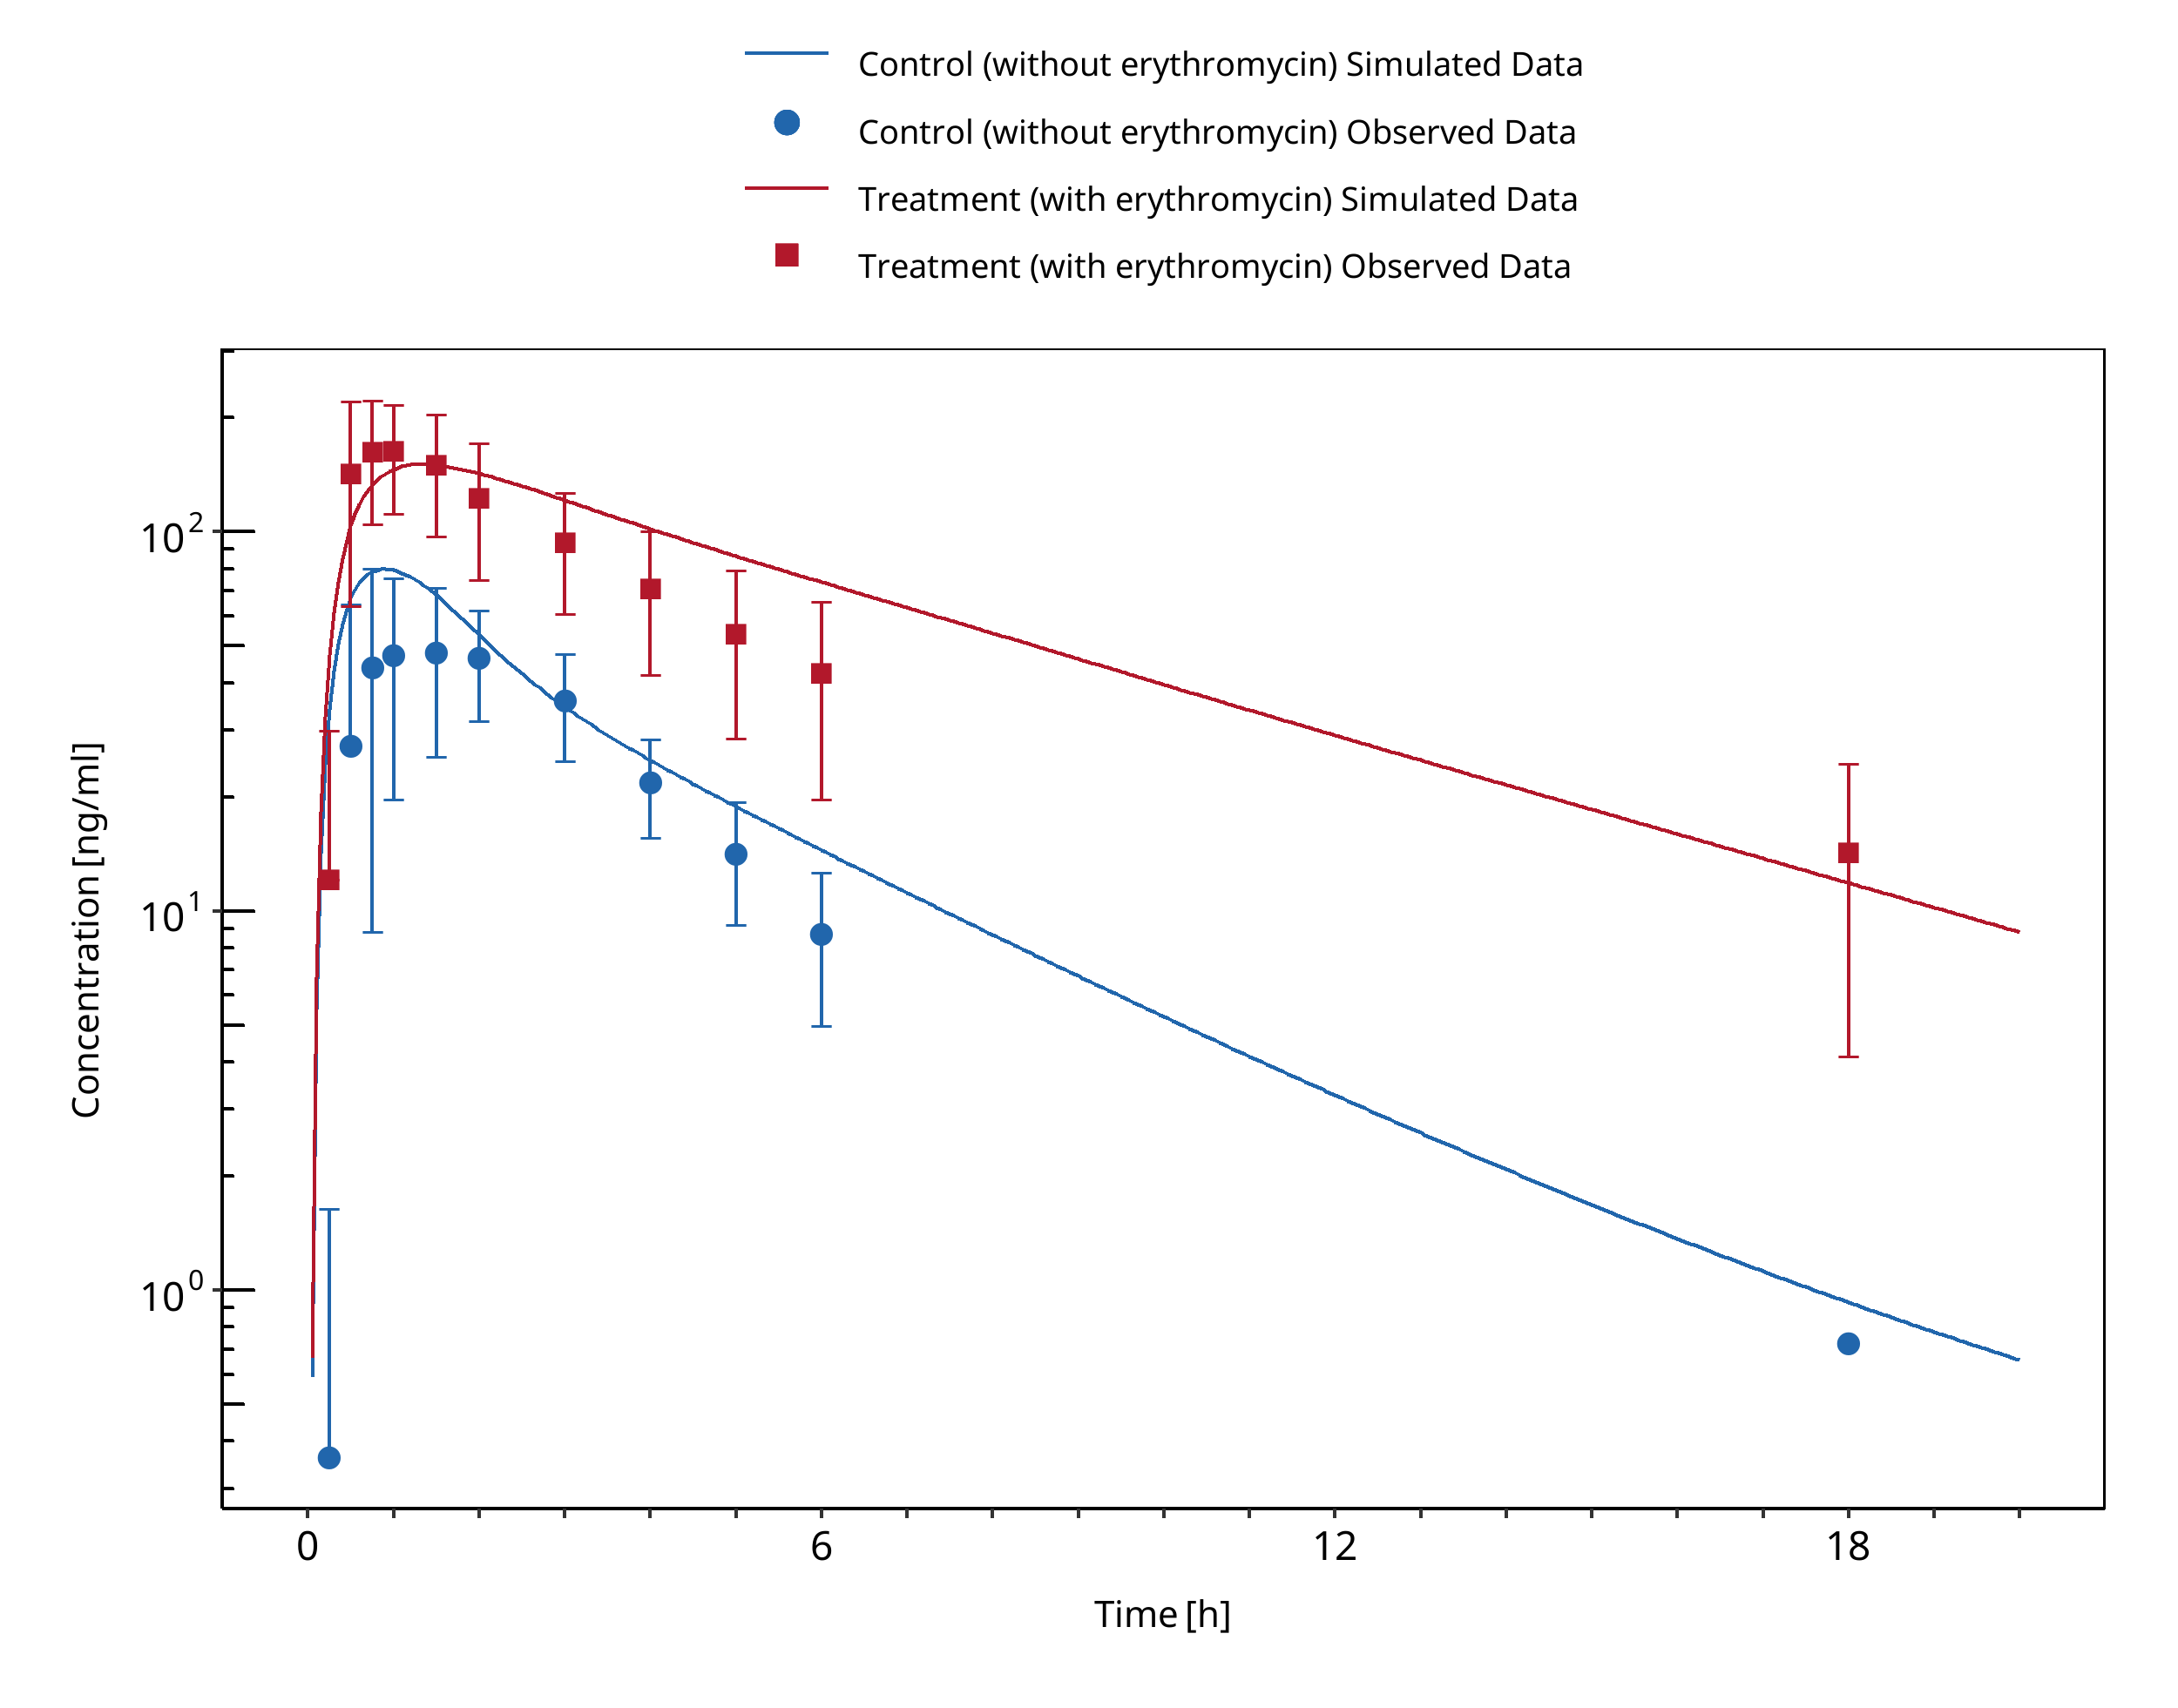 Control (without erythromycin) Simulated Data
Control (without erythromycin) Observed Data
Treatment (with erythromycin) Simulated Data
Treatment (with erythromycin) Observed Data
10²
10¹
10⁰
Concentration [ng/ml]
0 6 12 18
Time [h]